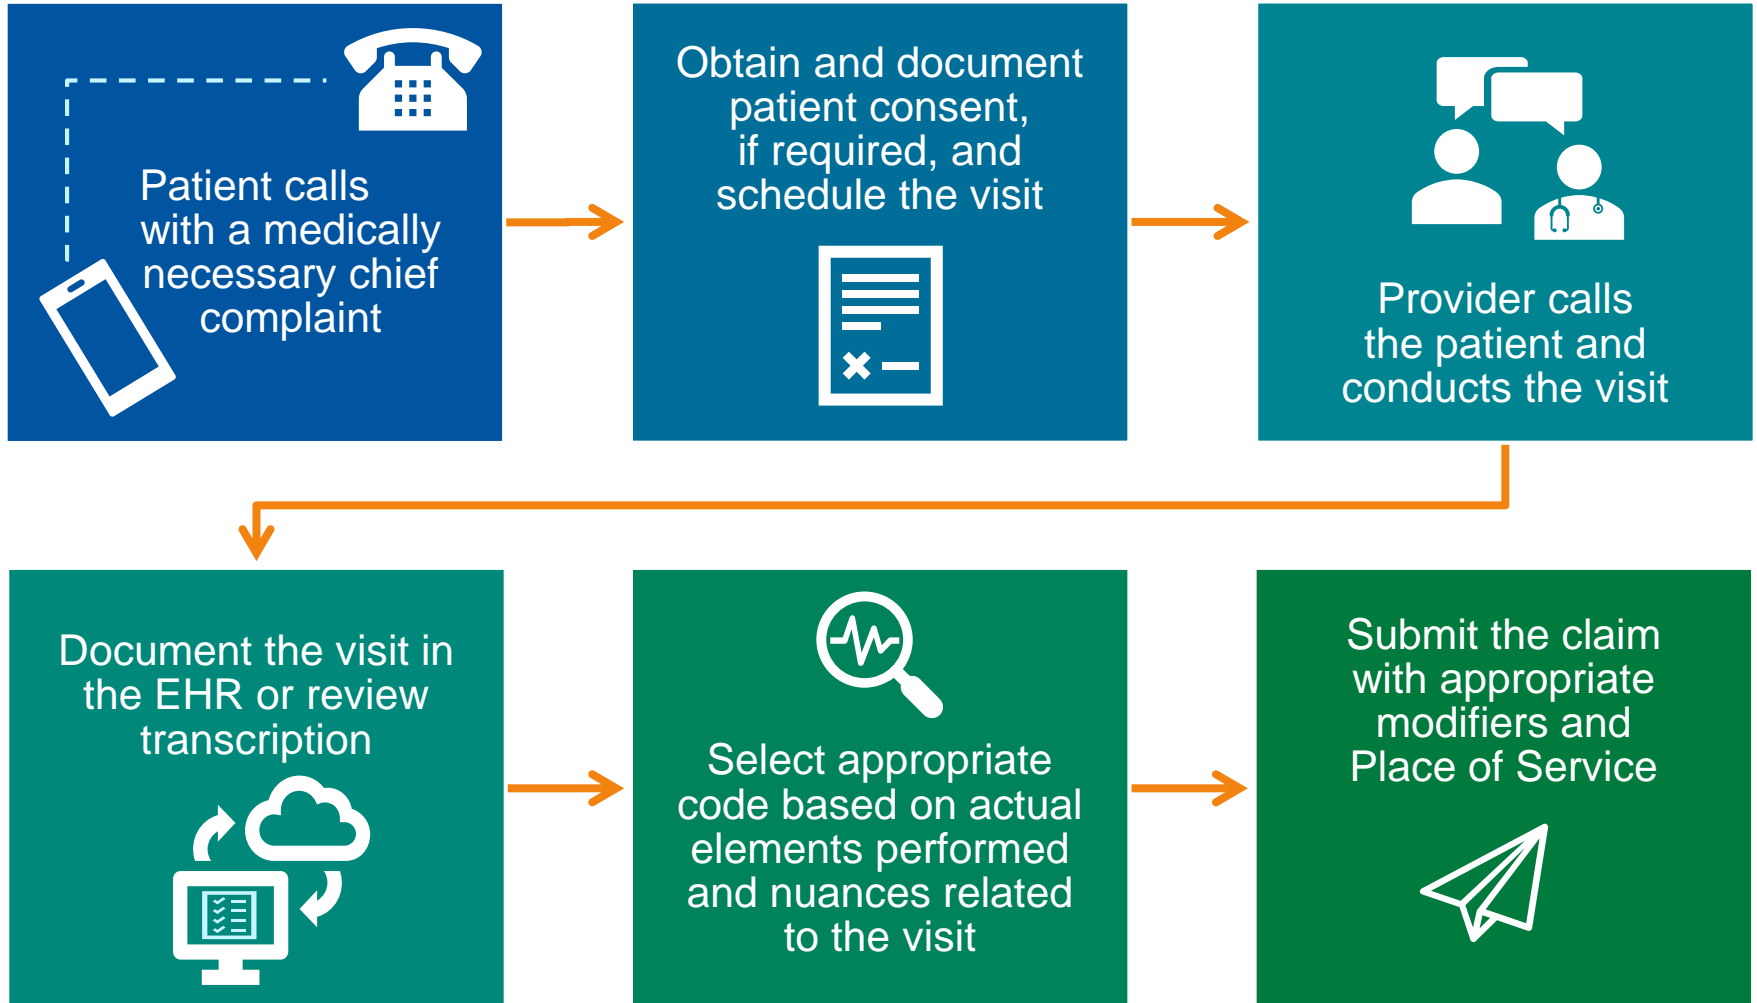 Patient calls
with a medically
necessary chief
complaint
Obtain and document
patient consent,
if required, and
schedule the visit
Provider calls
the patient and
conducts the visit
Document the visit in
the EHR or review
transcription
Select appropriate
code based on actual
elements performed
and nuances related
to the visit
Submit the claim
with appropriate
modifiers and
Place of Service